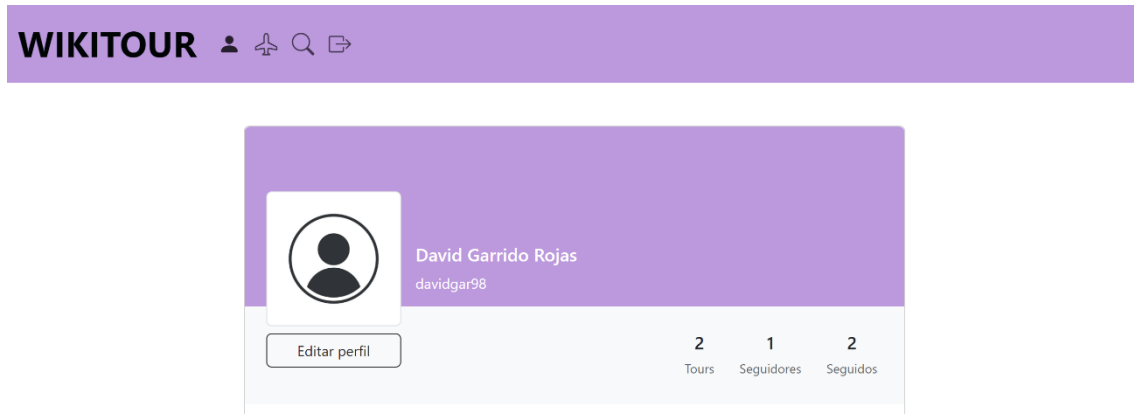 WIKITOUR
David Garrido Rojas
davidgar98
Editar perfil
2 1 2
Tours Seguidores Seguidos